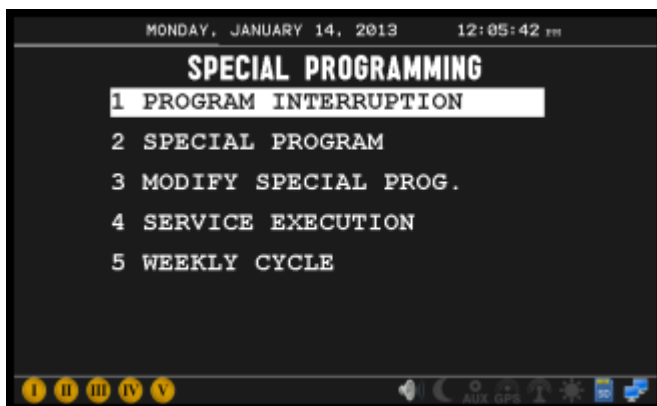 MONDAY, JANUARY 14, 2013 12:05:42 PM
SPECIAL PROGRAMMING
1 PROGRAM INTERRUPTION
2 SPECIAL PROGRAM
3 MODIFY SPECIAL PROG.
4 SERVICE EXECUTION
5 WEEKLY CYCLE
I II III IV V AUX GPS SD